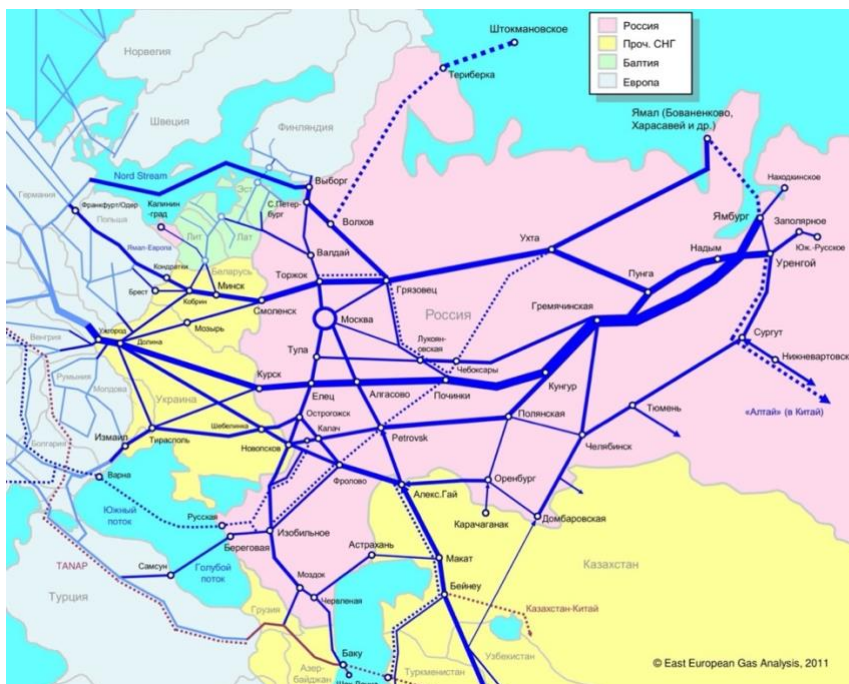 Штокмановское
Россия
Проч. СНГ
Балтия
Европа
Норвегия
Териберка
Ямал (Бованенково,
Харасавей и др.)
Швеция
Финляндия
Nord Stream
Выборг
Находкинское
Германия
Франкфурт/Одер
Калинин
-град
Эст
С.Петер-
бург
Волхов
Ямбург
Заполярное
Польша
Лит
Лат
Ухта
Надым
Юж.-Русское
Ямал-Европа
Валдай
Уренгой
Кондратки
Беларусь
Торжок
Пунга
Минск
Грязовец
Брест
Кобрин
Смоленск
Россия
Гремячинская
Москва
Ужгород
Мозырь
Лукоян-
овская
Сургут
Венгрия
Долина
Тула
Чебоксары
Нижневартовск
Курск
Румыния
Молдова
Елец
Алгасово
Починки
Кунгур
«Алтай» (в Китай)
Украина
Острогожск
Полянская
Тюмень
Измаил
Шебелинка
Калач
Болгария
Тирасполь
Новопсков
Petrovsk
Челябинск
Варна
Фролово
Алекс.Гай
Оренбург
Южный
поток
Русская
Карачаганак
Домбаровская
Изобильное
Береговая
TANAP
Самсун
Голубой
поток
Астрахань
Макат
Казахстан
Турция
Моздок
Червленая
Бейнеу
Казахстан-Китай
Грузия
Баку
Узбекистан
Азер-
байджан
Туркменистан
© East European Gas Analysis, 2011